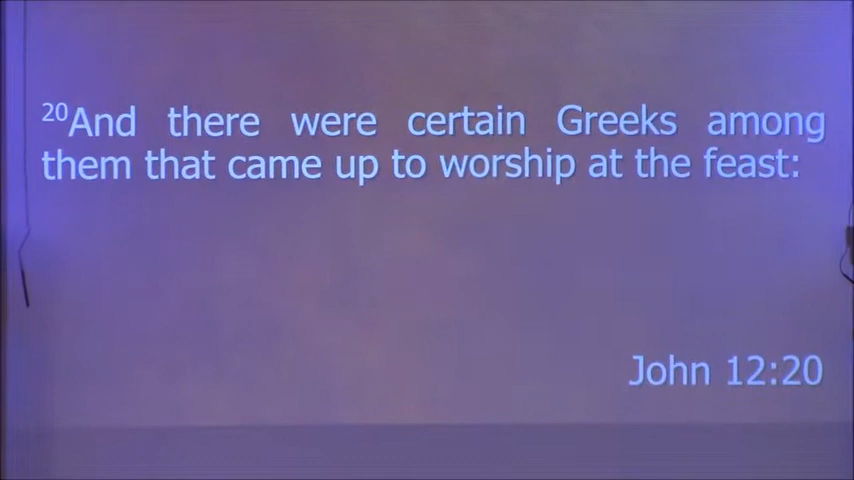 20And there were certain Greeks among
them that came up to worship at the feast:
John 12:20